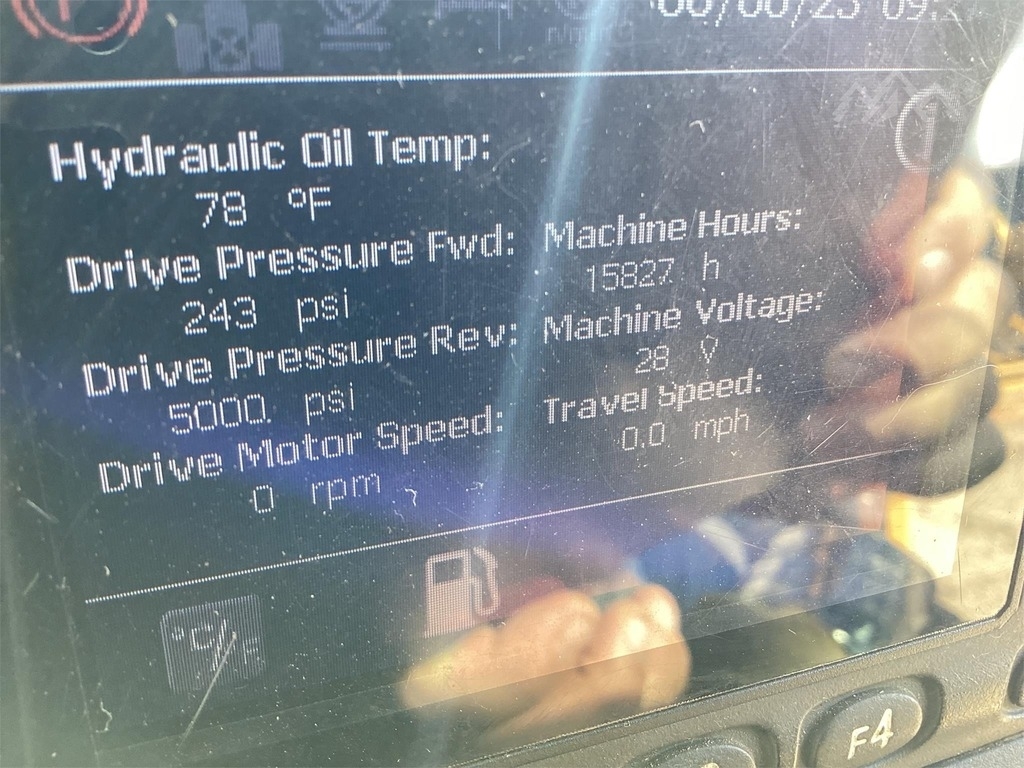 Hydraulic Oil Temp:
78 °F
Drive Pressure Fwd: Machine Hours:
243 psi 15827 h
Drive Pressure Rev: Machine Voltage:
5000 psi 28 V
Drive Motor Speed: Travel Speed:
0 rpm 0.0 mph
°C/°F
F4